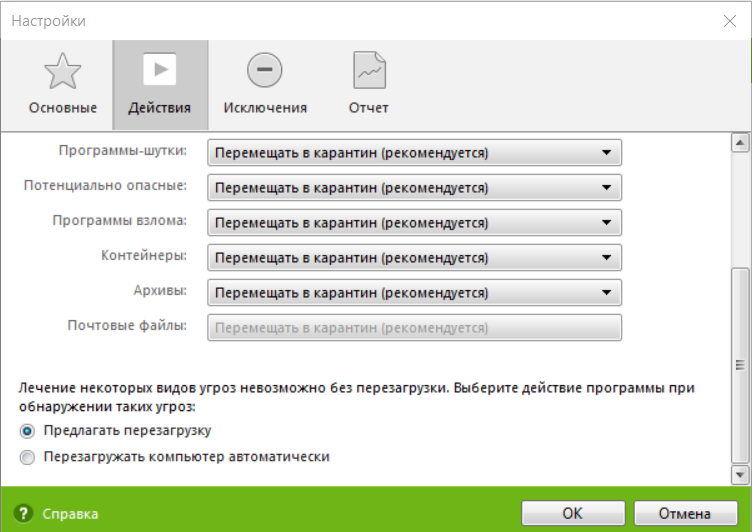 Настройки
Основные
Действия
Исключения
Отчет
Программы-шутки: Перемещать в карантин (рекомендуется)
Потенциально опасные: Перемещать в карантин (рекомендуется)
Программы взлома: Перемещать в карантин (рекомендуется)
Контейнеры: Перемещать в карантин (рекомендуется)
Архивы: Перемещать в карантин (рекомендуется)
Почтовые файлы: Перемещать в карантин (рекомендуется)
Лечение некоторых видов угроз невозможно без перезагрузки. Выберите действие программы при
обнаружении таких угроз:
Предлагать перезагрузку
Перезагружать компьютер автоматически
? Справка
ОК
Отмена